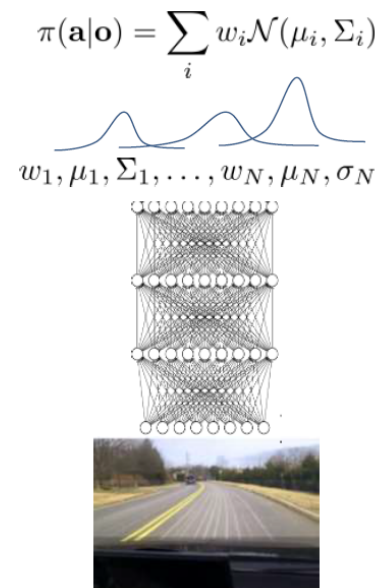 π(a|o) = ∑ᵢ wᵢ𝒩(μᵢ, Σᵢ)
w₁, μ₁, Σ₁, . . . , w_N, μ_N, σ_N